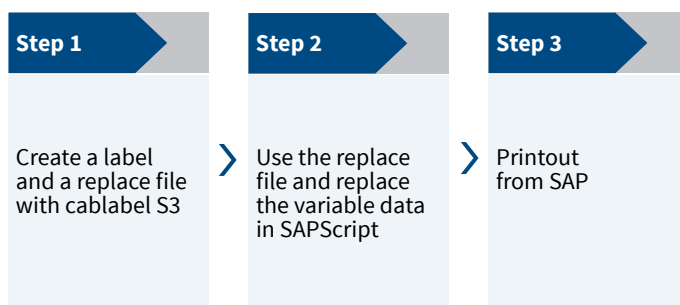 Step 1
Create a label
and a replace file
with cablabel S3
Step 2
Use the replace
file and replace
the variable data
in SAPScript
Step 3
Printout
from SAP